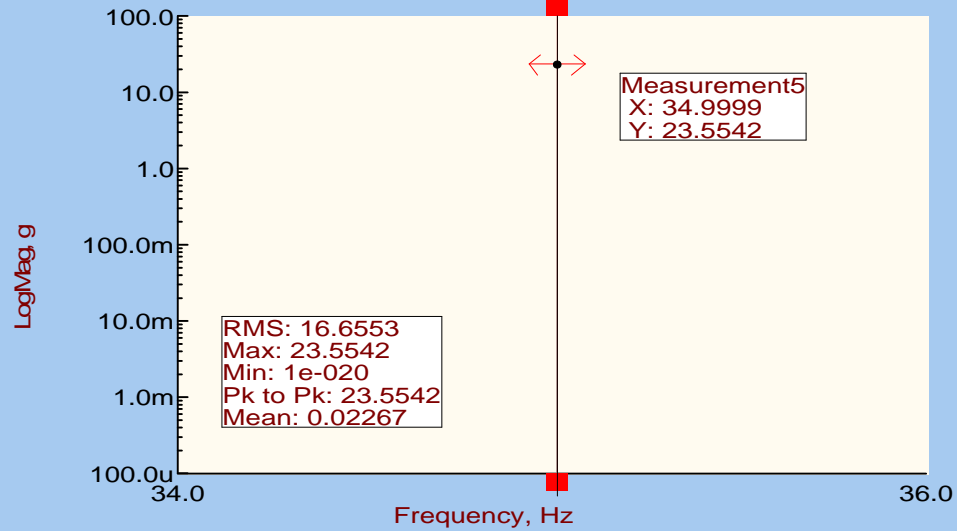 100.0
10.0
1.0
100.0m
10.0m
1.0m
100.0u
LogMag, g
Measurement5
X: 34.9999
Y: 23.5542
RMS: 16.6553
Max: 23.5542
Min: 1e-020
Pk to Pk: 23.5542
Mean: 0.02267
34.0
36.0
Frequency, Hz